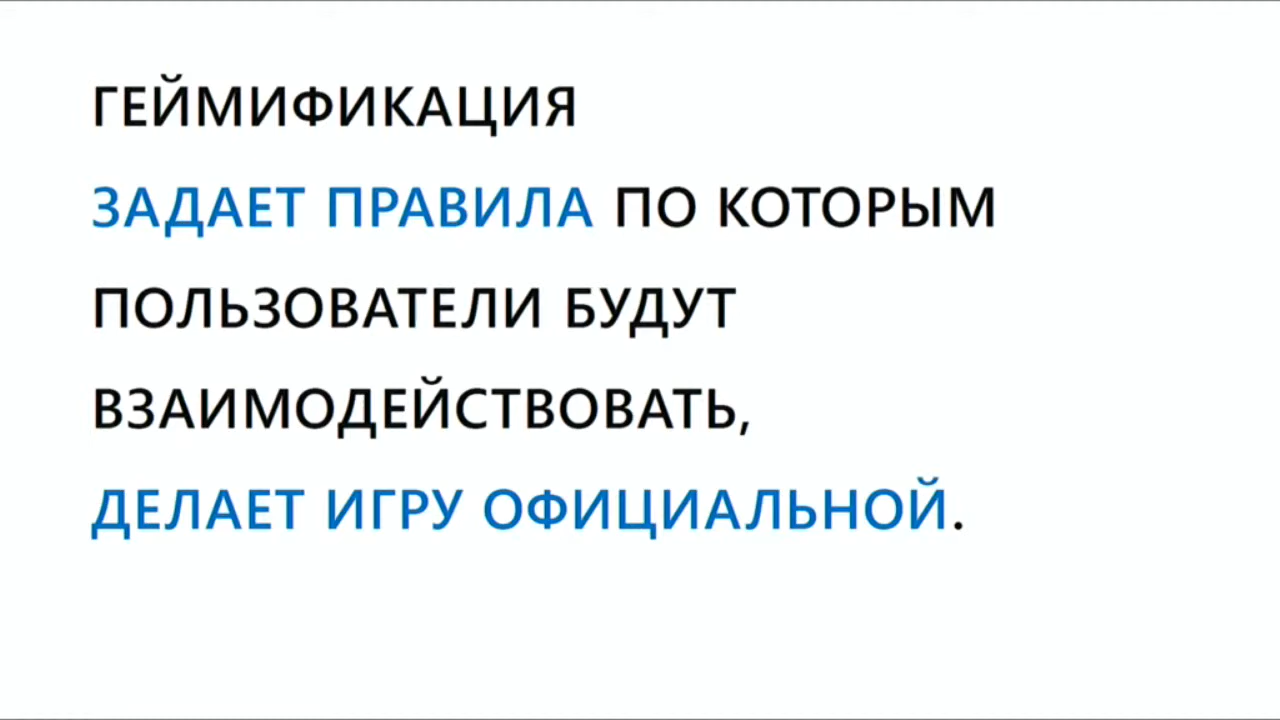 ГЕЙМИФИКАЦИЯ
ЗАДАЕТ ПРАВИЛА ПО КОТОРЫМ
ПОЛЬЗОВАТЕЛИ БУДУТ
ВЗАИМОДЕЙСТВОВАТЬ,
ДЕЛАЕТ ИГРУ ОФИЦИАЛЬНОЙ.